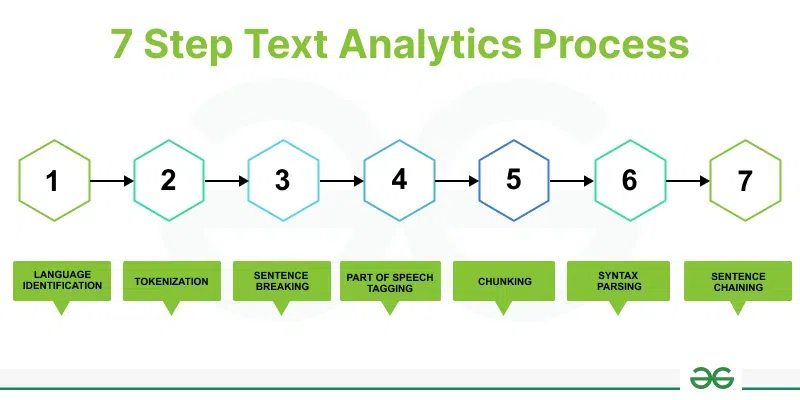 7 Step Text Analytics Process
1
2
3
4
5
6
7
LANGUAGE
IDENTIFICATION
TOKENIZATION
SENTENCE
BREAKING
PART OF SPEECH
TAGGING
CHUNKING
SYNTAX
PARSING
SENTENCE
CHAINING